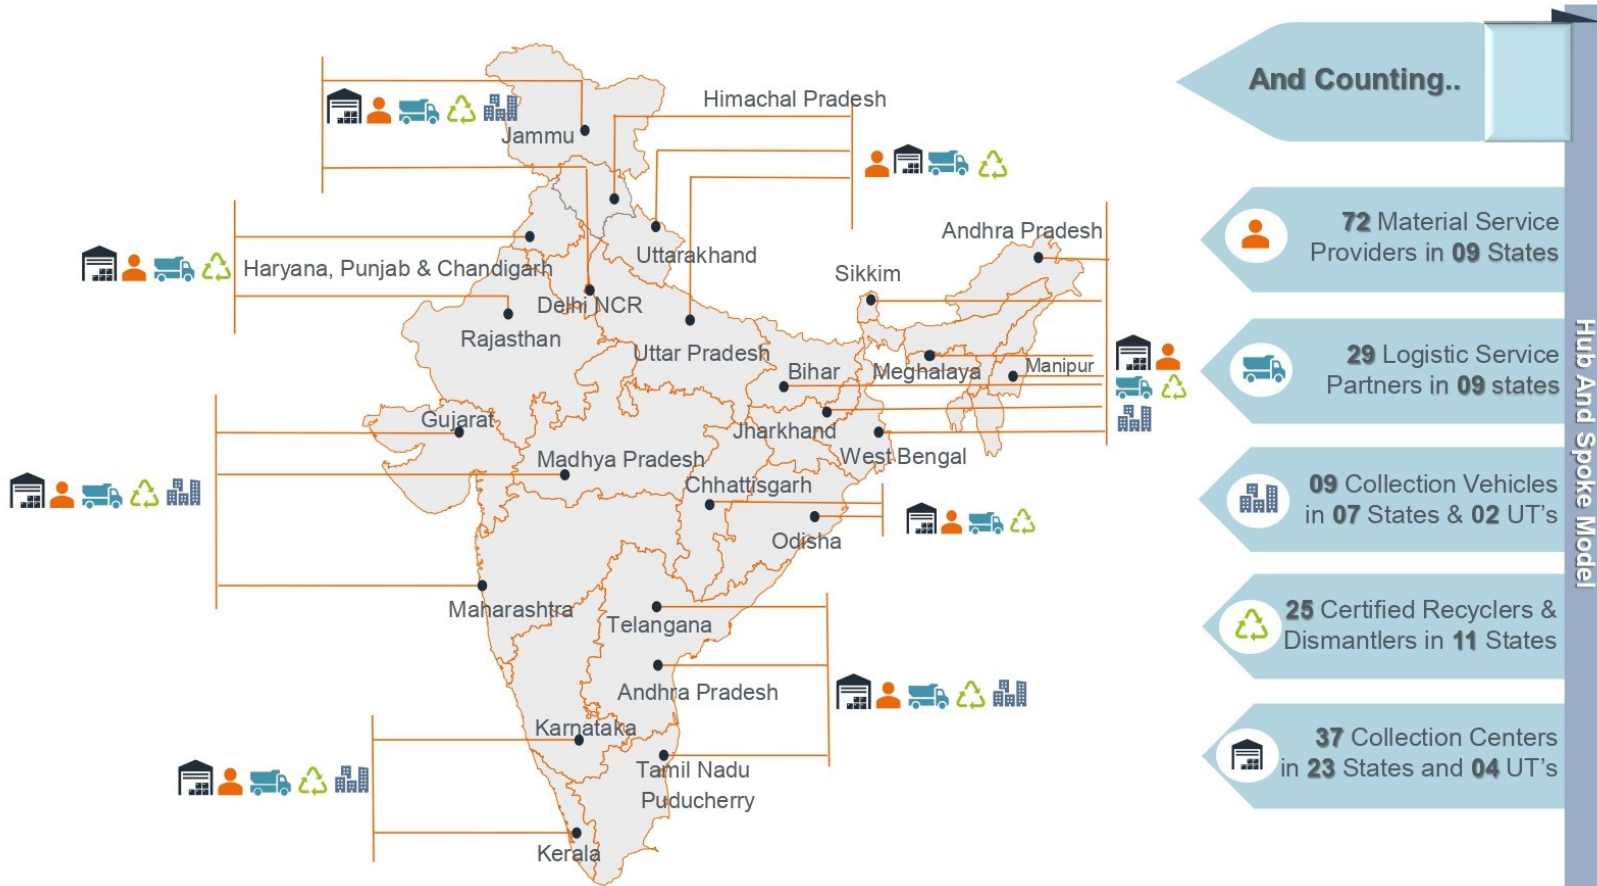 And Counting..
Himachal Pradesh
Jammu
Andhra Pradesh
Uttarakhand
Haryana, Punjab & Chandigarh
Sikkim
Delhi NCR
Rajasthan
Uttar Pradesh
Bihar
Meghalaya
Manipur
Gujarat
Jharkhand
West Bengal
Madhya Pradesh
Chhattisgarh
Odisha
Maharashtra
Telangana
Andhra Pradesh
Karnataka
Tamil Nadu
Puducherry
Kerala
72 Material Service
Providers in 09 States
29 Logistic Service
Partners in 09 states
09 Collection Vehicles
in 07 States & 02 UT's
25 Certified Recyclers &
Dismantlers in 11 States
37 Collection Centers
in 23 States and 04 UT's
Hub And Spoke Model